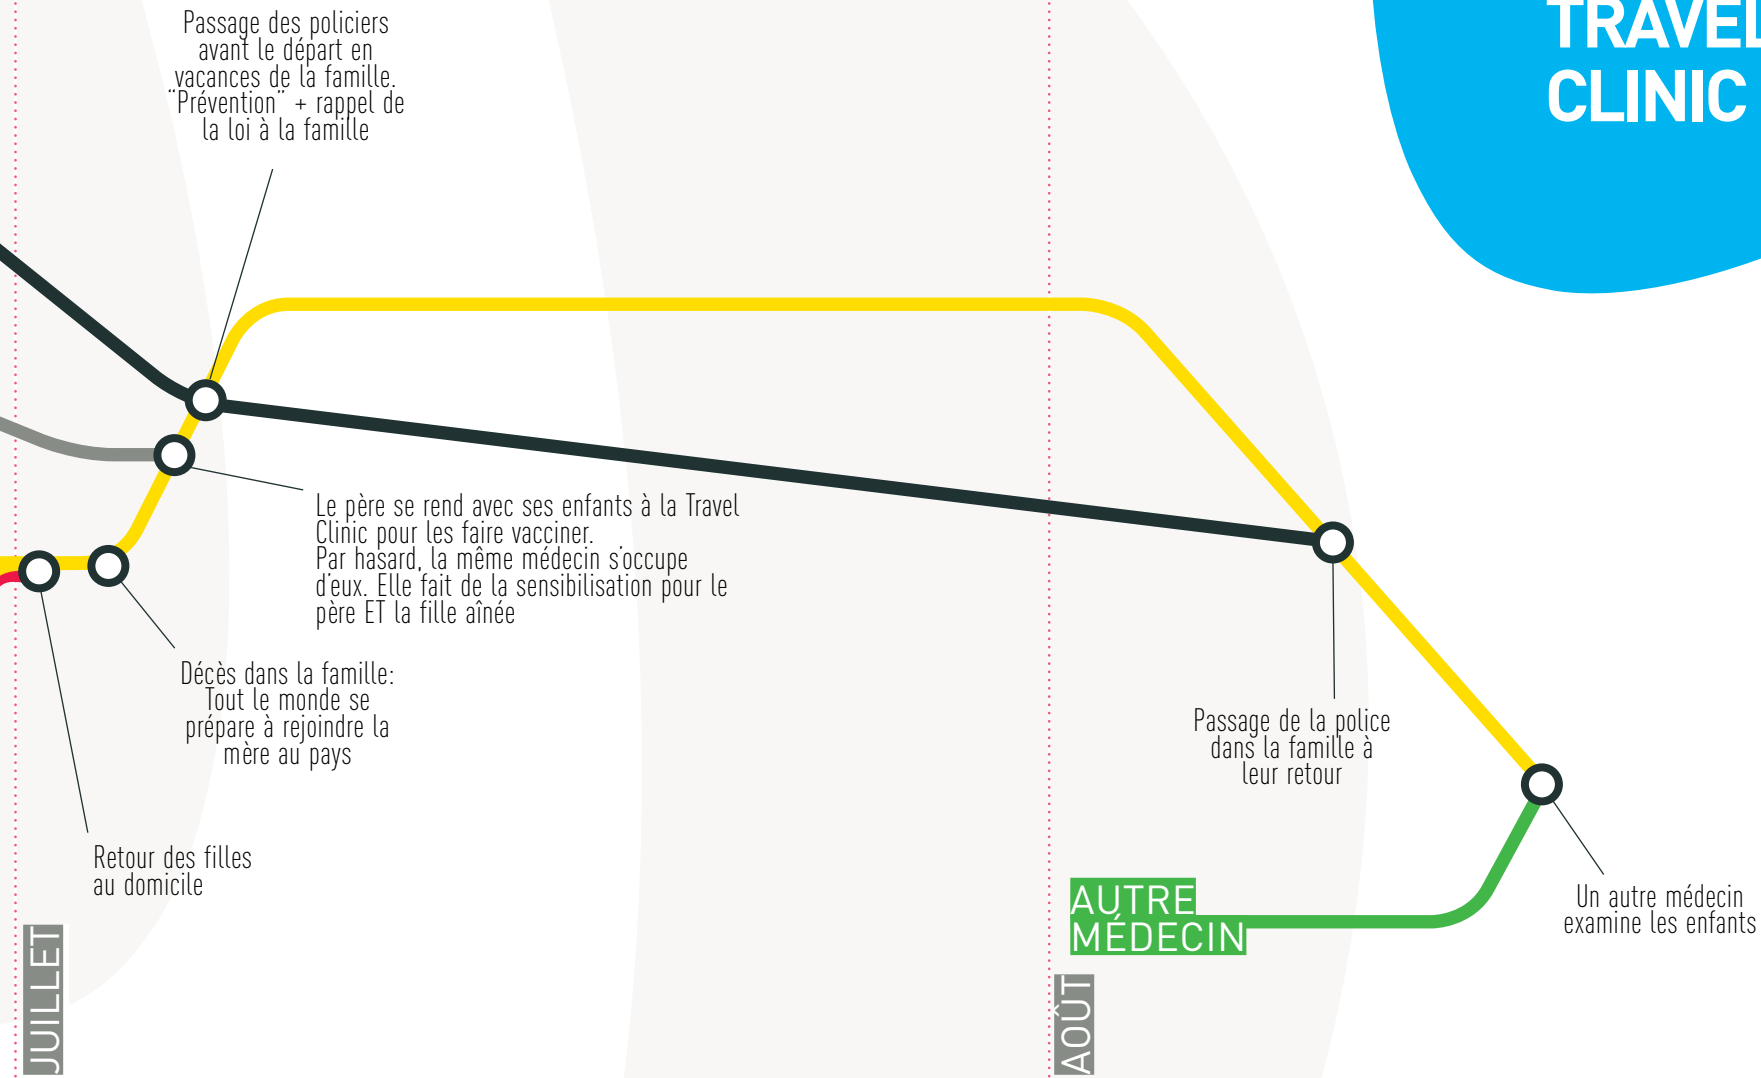 Passage des policiers
avant le départ en
vacances de la famille.
"Prévention" + rappel de
la loi à la famille
TRAVEL
CLINIC
Le père se rend avec ses enfants à la Travel
Clinic pour les faire vacciner.
Par hasard, la même médecin s'occupe
d'eux. Elle fait de la sensibilisation pour le
père ET la fille aînée
Décès dans la famille:
Tout le monde se
prépare à rejoindre la
mère au pays
Passage de la police
dans la famille à
leur retour
Retour des filles
au domicile
AUTRE
MÉDECIN
Un autre médecin
examine les enfants
JUILLET
AOÛT